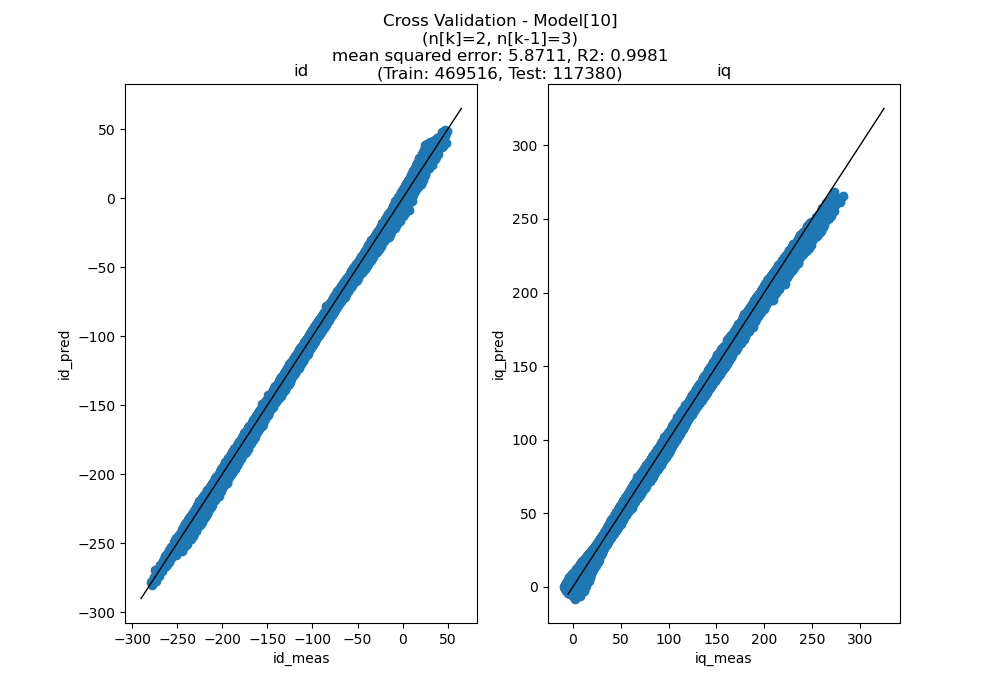 Cross Validation - Model[10]
(n[k]=2, n[k-1]=3)
mean squared error: 5.8711, R2: 0.9981
(Train: 469516, Test: 117380)
id
iq
50
0
−50
−100
−150
−200
−250
−300
id_pred
−300 −250 −200 −150 −100 −50 0 50
id_meas
300
250
200
150
100
50
0
iq_pred
0 50 100 150 200 250 300
iq_meas